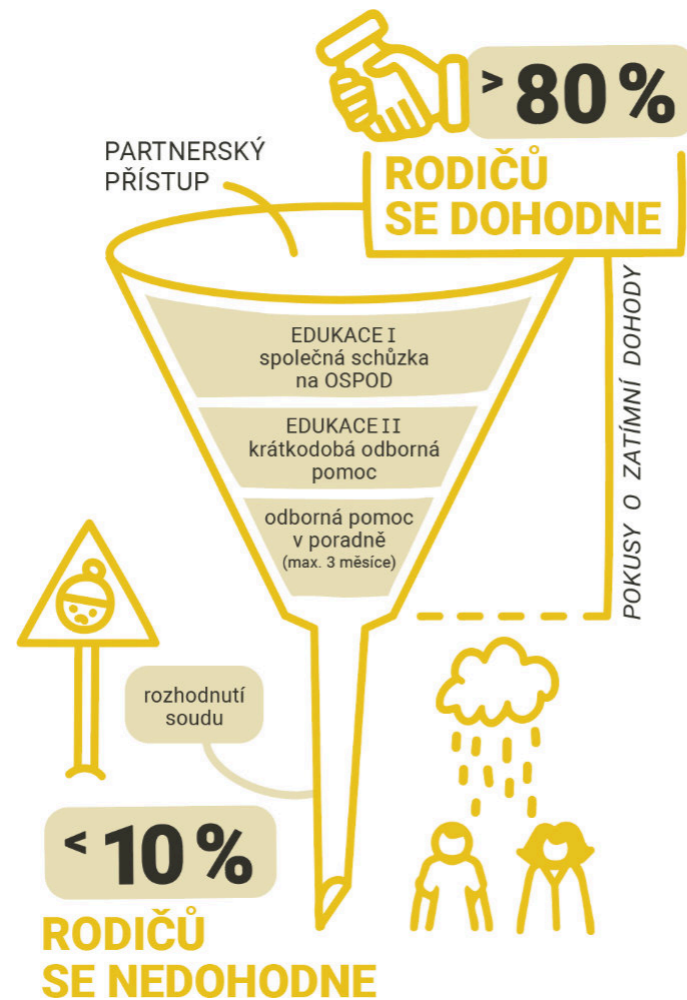 > 80 %
RODIČŮ
SE DOHODNE
PARTNERSKÝ
PŘÍSTUP
EDUKACE I
společná schůzka
na OSPOD
EDUKACE II
krátkodobá odborná
pomoc
odborná pomoc
v poradně
(max. 3 měsíce)
POKUSY O ZATÍMNÍ DOHODY
rozhodnutí
soudu
< 10 %
RODIČŮ
SE NEDOHODNE